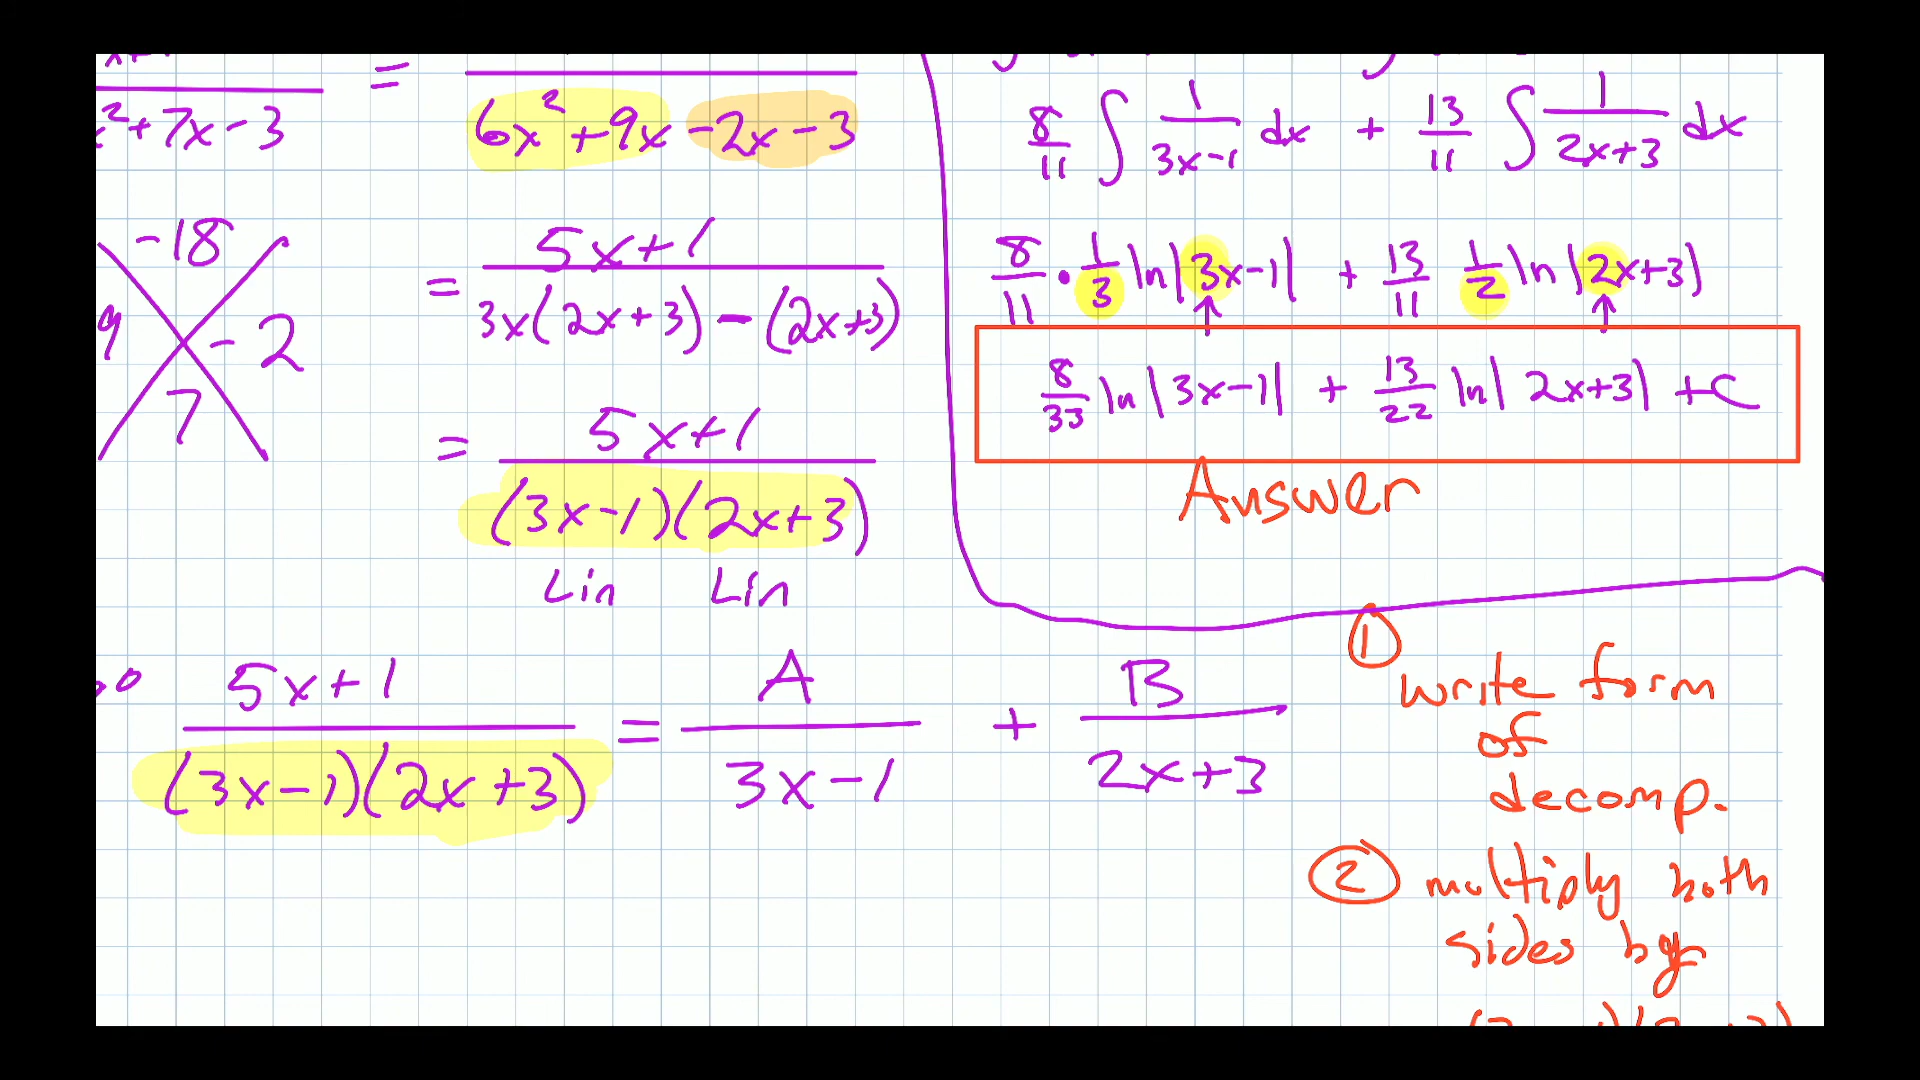 x²+7x-3 = 6x²+9x-2x-3
-18
9 -2
7
= 5x+1 / 3x(2x+3)-(2x+3)
= 5x+1 / (3x-1)(2x+3)
Lin Lin
5x+1 / (3x-1)(2x+3) = A / 3x-1 + B / 2x+3
8/11 ∫ 1/3x-1 dx + 13/11 ∫ 1/2x+3 dx
8/11 • 1/3 ln|3x-1| + 13/11 1/2 ln|2x+3|
8/33 ln|3x-1| + 13/22 ln|2x+3| +C
Answer
① write form
of
decomp.
② multiply both
sides by